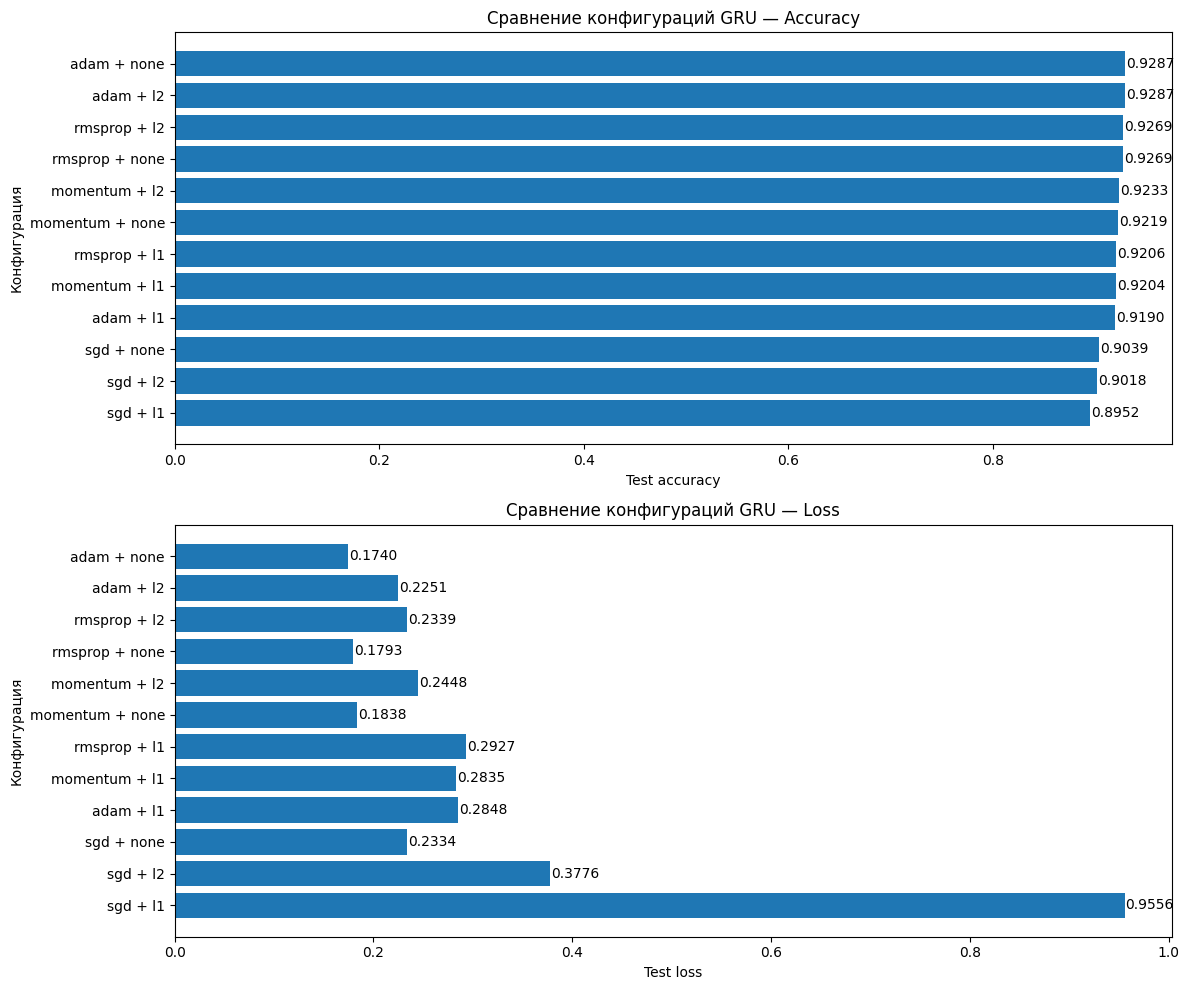 Сравнение конфигураций GRU — Accuracy
Конфигурация
adam + none 0.9287
adam + l2 0.9287
rmsprop + l2 0.9269
rmsprop + none 0.9269
momentum + l2 0.9233
momentum + none 0.9219
rmsprop + l1 0.9206
momentum + l1 0.9204
adam + l1 0.9190
sgd + none 0.9039
sgd + l2 0.9018
sgd + l1 0.8952
0.0 0.2 0.4 0.6 0.8
Test accuracy
Сравнение конфигураций GRU — Loss
Конфигурация
adam + none 0.1740
adam + l2 0.2251
rmsprop + l2 0.2339
rmsprop + none 0.1793
momentum + l2 0.2448
momentum + none 0.1838
rmsprop + l1 0.2927
momentum + l1 0.2835
adam + l1 0.2848
sgd + none 0.2334
sgd + l2 0.3776
sgd + l1 0.9556
0.0 0.2 0.4 0.6 0.8 1.0
Test loss